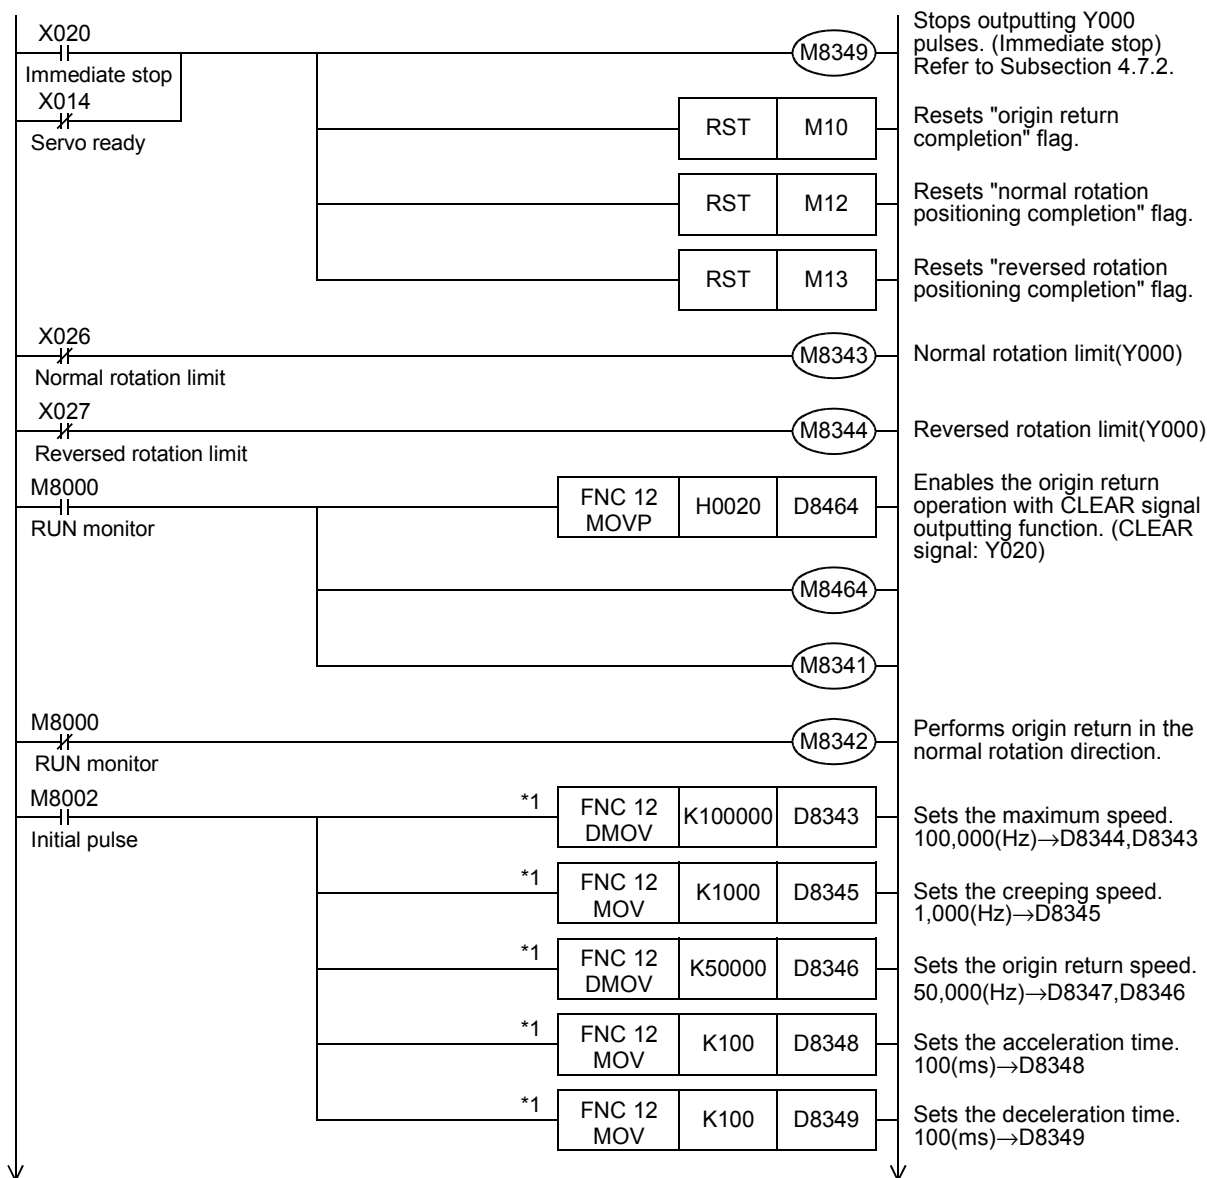 X020
Immediate stop
X014
Servo ready
M8349
Stops outputting Y000
pulses. (Immediate stop)
Refer to Subsection 4.7.2.
RST M10
Resets "origin return
completion" flag.
RST M12
Resets "normal rotation
positioning completion" flag.
RST M13
Resets "reversed rotation
positioning completion" flag.
X026
Normal rotation limit
M8343
Normal rotation limit(Y000)
X027
Reversed rotation limit
M8344
Reversed rotation limit(Y000)
M8000
RUN monitor
FNC 12
MOVP
H0020 D8464
Enables the origin return
operation with CLEAR signal
outputting function. (CLEAR
signal: Y020)
M8464
M8341
M8000
RUN monitor
M8342
Performs origin return in the
normal rotation direction.
M8002
Initial pulse
*1
FNC 12
DMOV
K100000 D8343
Sets the maximum speed.
100,000(Hz)→D8344,D8343
*1
FNC 12
MOV
K1000 D8345
Sets the creeping speed.
1,000(Hz)→D8345
*1
FNC 12
DMOV
K50000 D8346
Sets the origin return speed.
50,000(Hz)→D8347,D8346
*1
FNC 12
MOV
K100 D8348
Sets the acceleration time.
100(ms)→D8348
*1
FNC 12
MOV
K100 D8349
Sets the deceleration time.
100(ms)→D8349